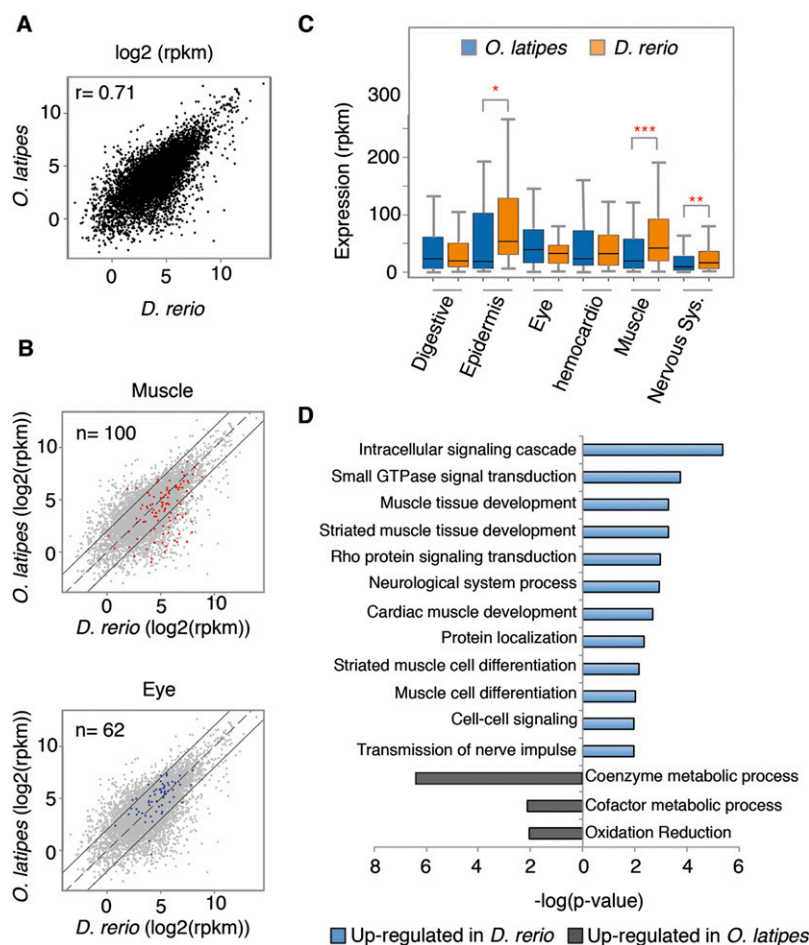 A
log2 (rpkm)
r= 0.71
10
5
0
O. latipes
0
5
10
D. rerio
B
Muscle
n= 100
10
5
0
O. latipes (log2(rpkm))
0
5
10
D. rerio (log2(rpkm))
Eye
n= 62
10
5
0
O. latipes (log2(rpkm))
0
5
10
D. rerio (log2(rpkm))
C
O. latipes
D. rerio
*
***
**
300
200
100
50
0
Expression (rpkm)
Digestive
Epidermis
Eye
hemocardio
Muscle
Nervous Sys.
D
Intracellular signaling cascade
Small GTPase signal transduction
Muscle tissue development
Striated muscle tissue development
Rho protein signaling transduction
Neurological system process
Cardiac muscle development
Protein localization
Striated muscle cell differentiation
Muscle cell differentiation
Cell-cell signaling
Transmission of nerve impulse
Coenzyme metabolic process
Cofactor metabolic process
Oxidation Reduction
8 6 4 2 0 2 4 6
-log(p-value)
Up-regulated in D. rerio
Up-regulated in O. latipes